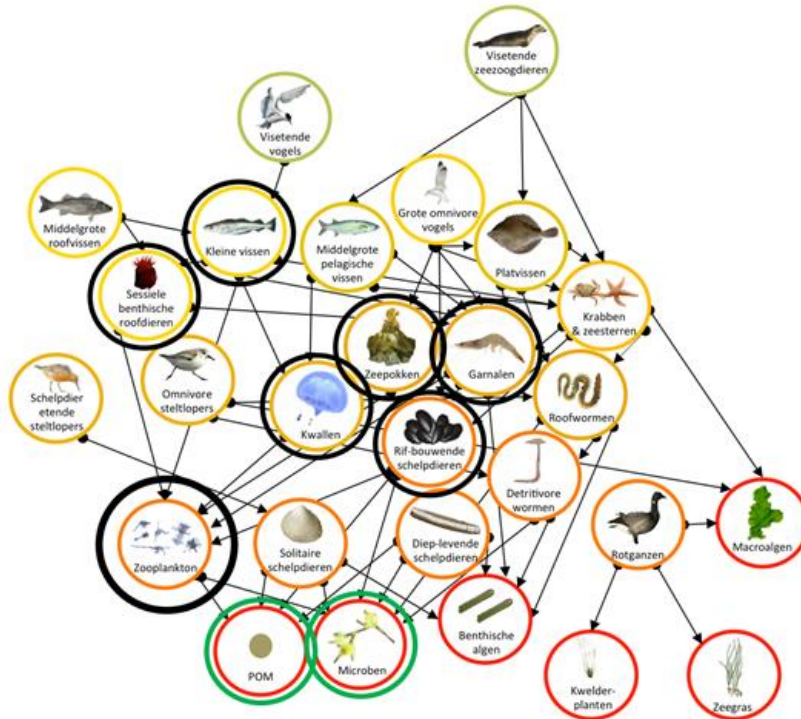 Visetende
zeezoogdieren
Visetende
vogels
Grote omnivore
vogels
Middelgrote
roofvissen
Kleine vissen
Middelgrote
pelagische
vissen
Platvissen
Sessiele
benthische
roofdieren
Krabben
& zeesterren
Zeepokken
Garnalen
Schelpdier
etende
steltlopers
Omnivore
steltlopers
Kwallen
Roofwormen
Rif-bouwende
schelpdieren
Detritivore
wormen
Zooplankton
Solitaire
schelpdieren
Diep-levende
schelpdieren
Rotganzen
Macroalgen
POM
Microben
Benthische
algen
Kwelder-
planten
Zeegras